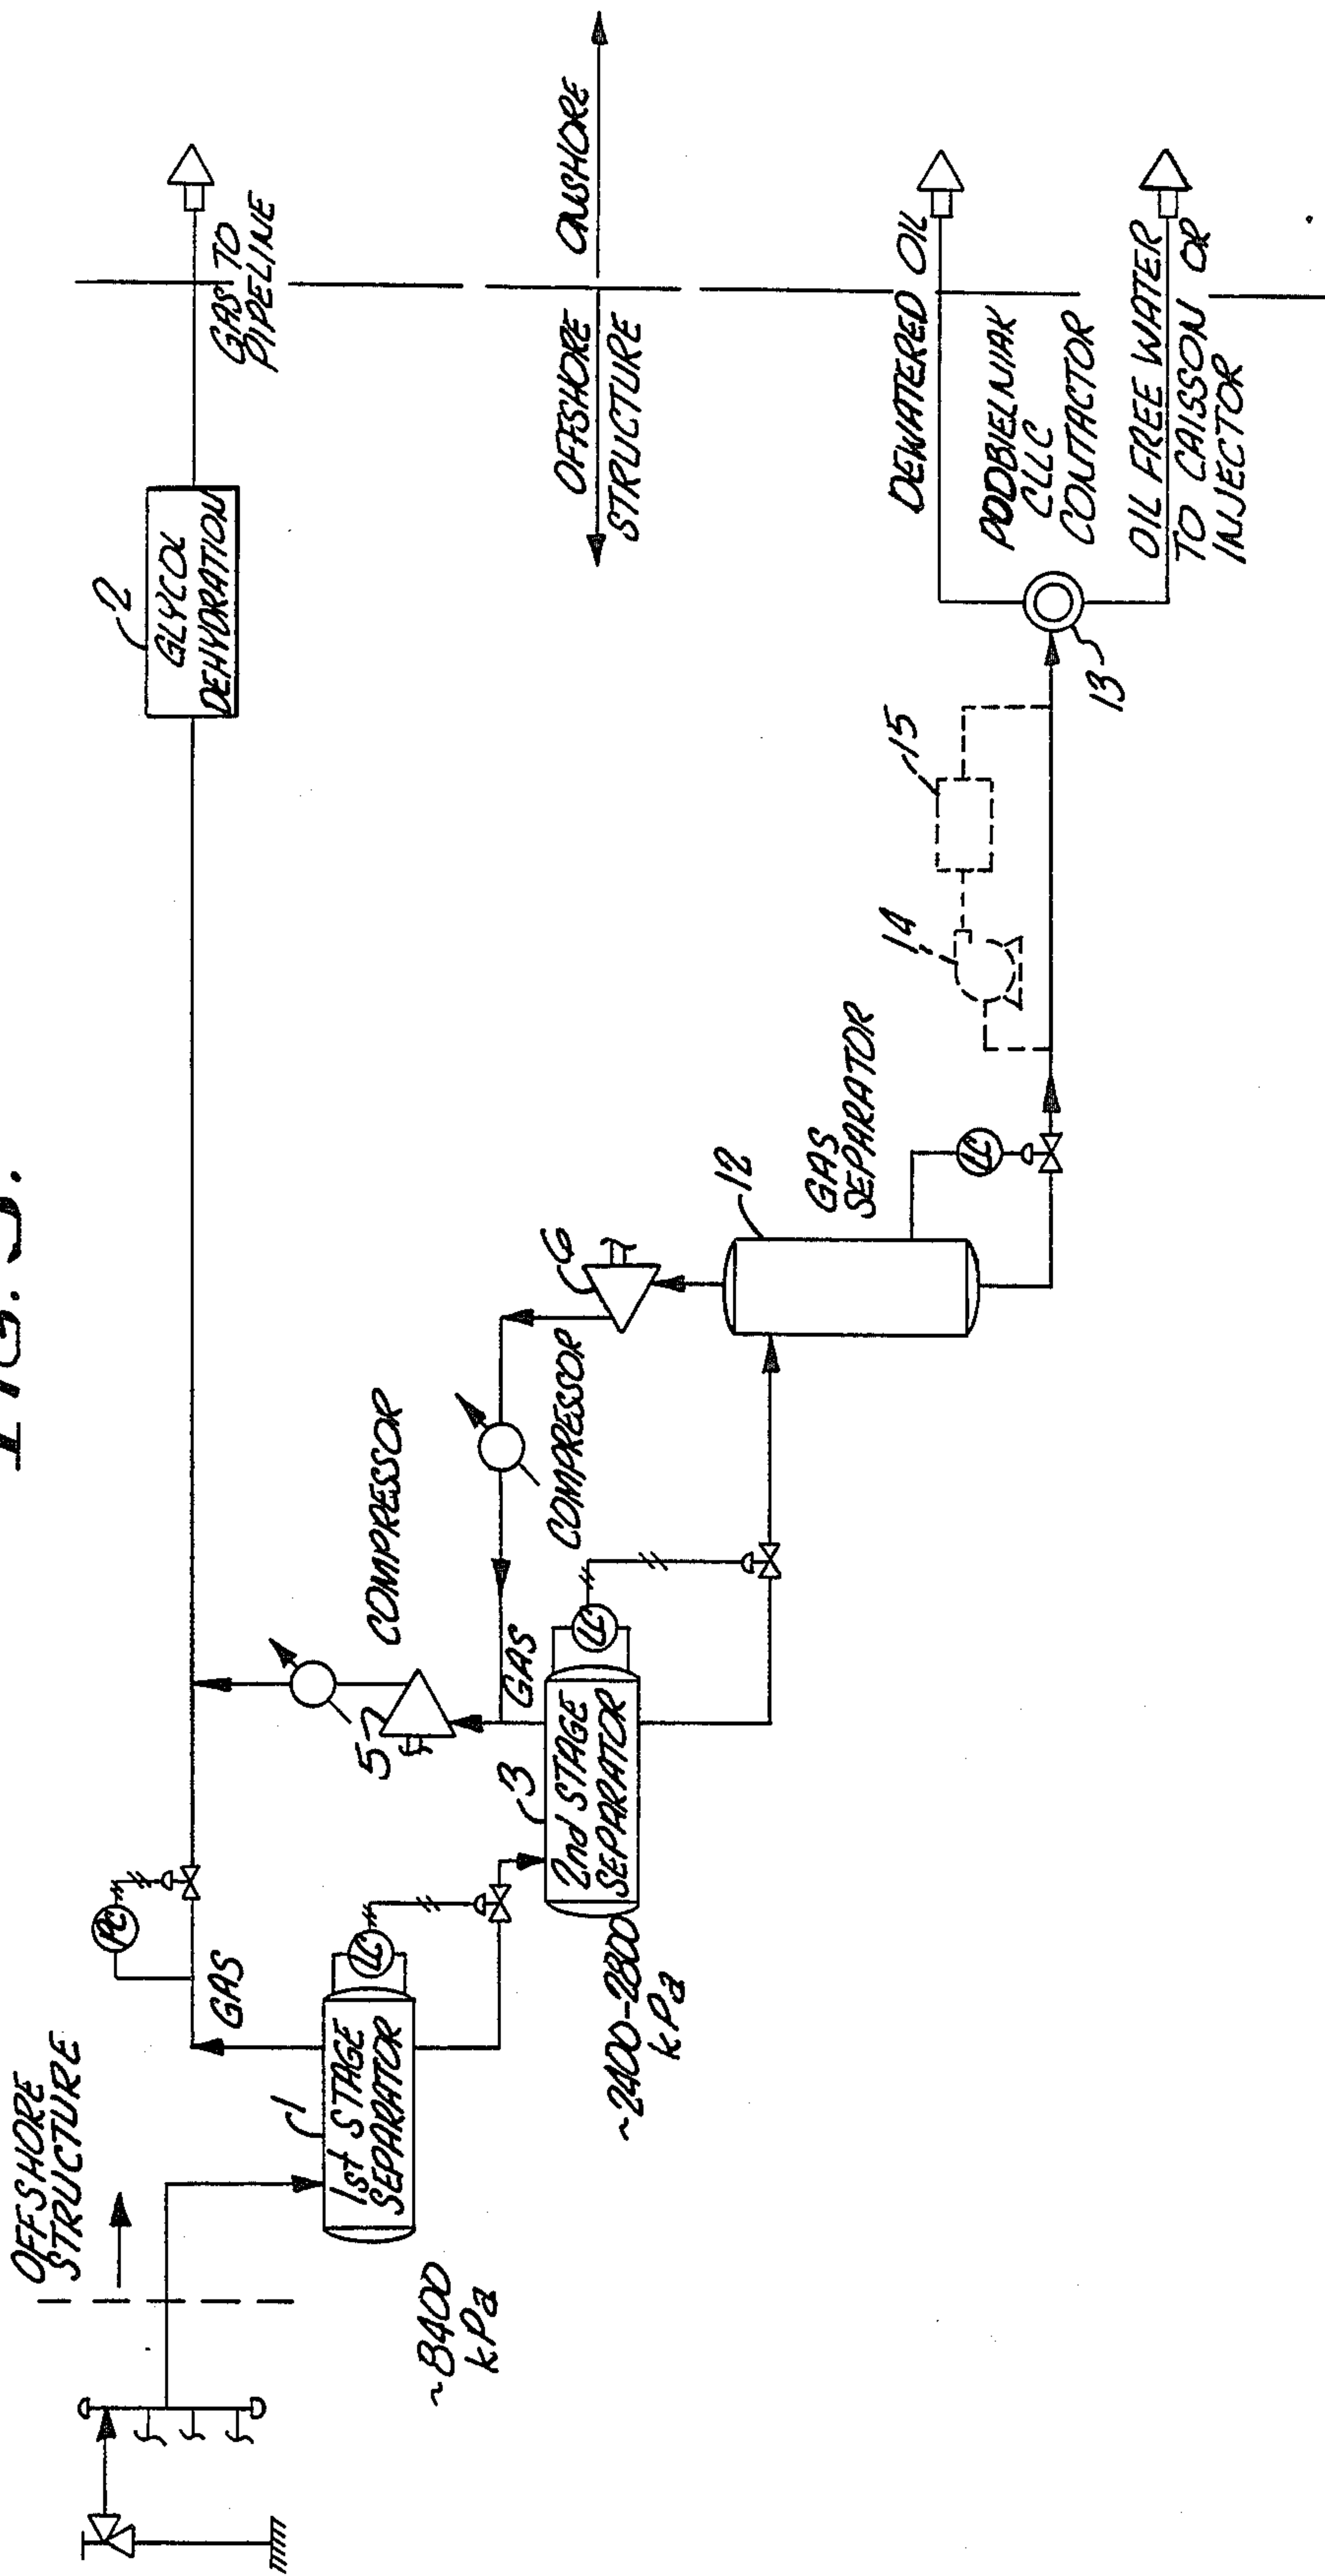 FIG. 3.
OFFSHORE
STRUCTURE
~8400
kPa
1
1st STAGE
SEPARATOR
GAS
PC
LC
~2400-2800
kPa
3
2nd STAGE
SEPARATOR
LC
GAS
5
COMPRESSOR
COMPRESSOR
6
12
GAS
SEPARATOR
LC
14
15
2
GLYCOL
DEHYDRATION
GAS TO
PIPELINE
OFFSHORE
STRUCTURE
ONSHORE
13
DEWATERED OIL
PODBIELNIAK
CLLC
CONTACTOR
OIL FREE WATER
TO CAISSON OR
INJECTOR